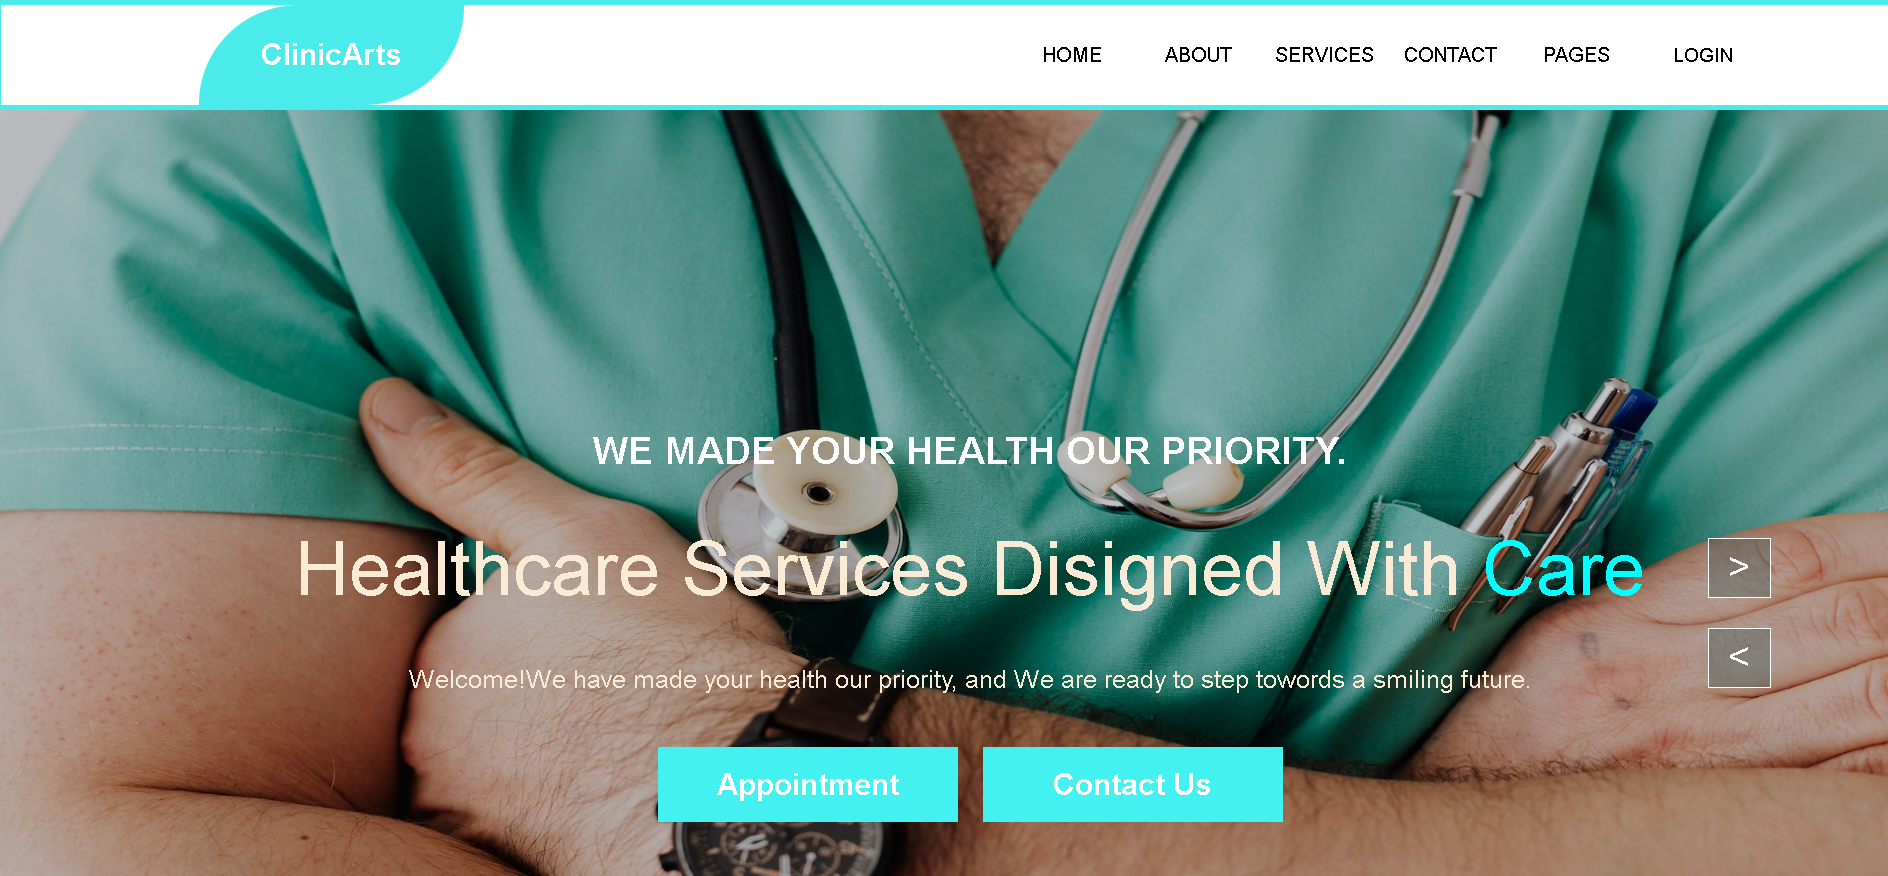 ClinicArts
HOME ABOUT SERVICES CONTACT PAGES LOGIN
WE MADE YOUR HEALTH OUR PRIORITY.
Healthcare Services Disigned With Care
>
<
Welcome!We have made your health our priority, and We are ready to step towords a smiling future.
Appointment Contact Us